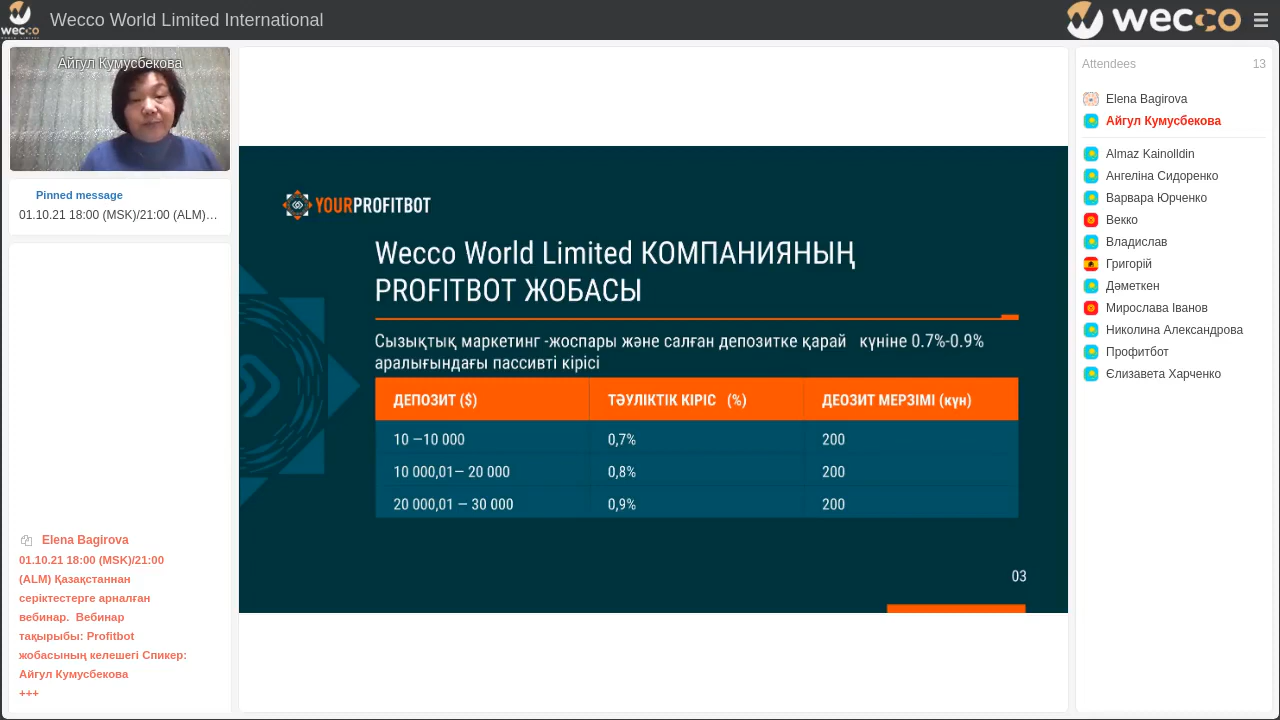 wecco
Wecco World Limited International
wecco
Айгул Кумусбекова
Pinned message
01.10.21 18:00 (MSK)/21:00 (ALM)…
Elena Bagirova
01.10.21 18:00 (MSK)/21:00
(ALM) Қазақстаннан
серіктестерге арналған
вебинар.  Вебинар
тақырыбы: Profitbot
жобасының келешегі Спикер:
Айгул Кумусбекова
+++
YOURPROFITBOT
Wecco World Limited КОМПАНИЯНЫҢ
PROFITBOT ЖОБАСЫ
Сызықтық маркетинг -жоспары және салған депозитке қарай   күніне 0.7%-0.9%
аралығындағы пассивті кірісі
ДЕПОЗИТ ($) ТӘУЛІКТІК КІРІС   (%) ДЕОЗИТ МЕРЗІМІ (күн)
10 —10 000 0,7% 200
10 000,01— 20 000 0,8% 200
20 000,01 — 30 000 0,9% 200
03
Attendees 13
Elena Bagirova
Айгул Кумусбекова
Almaz Kainolldin
Ангеліна Сидоренко
Варвара Юрченко
Векко
Владислав
Григорій
Дәметкен
Мирослава Іванов
Николина Александрова
Профитбот
Єлизавета Харченко